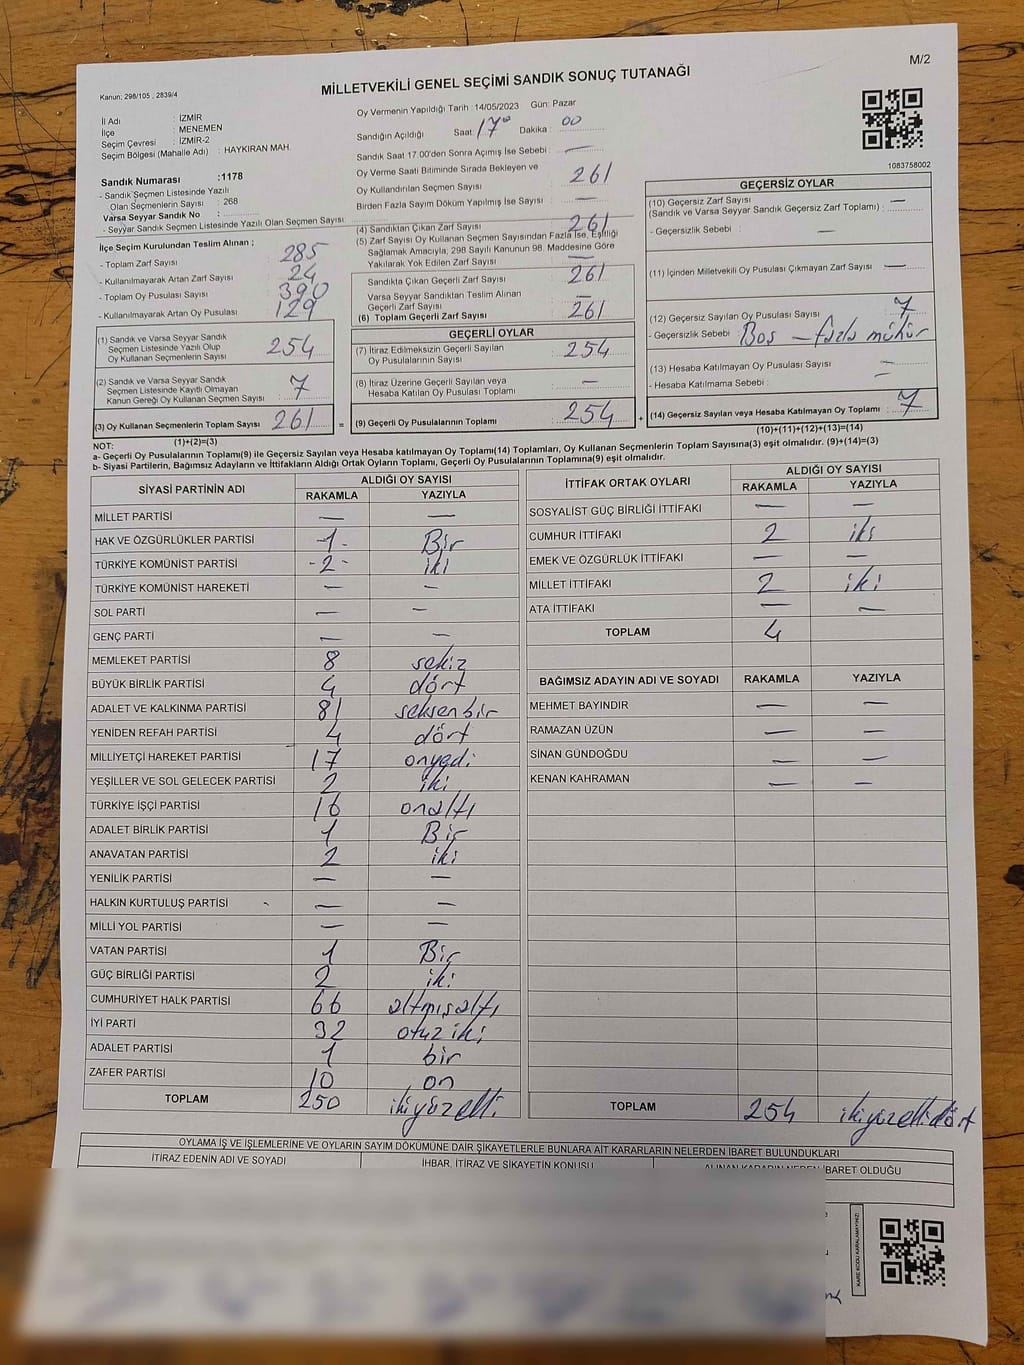 M/2
Kanun; 298/105 ; 2839/4
MİLLETVEKİLİ GENEL SEÇİMİ SANDIK SONUÇ TUTANAĞI
İl Adı : İZMİR
İlçe : MENEMEN
Seçim Çevresi : İZMİR-2
Seçim Bölgesi (Mahalle Adı) : HAYKIRAN MAH.
Sandık Numarası :1178
- Sandık Seçmen Listesinde Yazılı
Olan Seçmenlerin Sayısı : 268
Varsa Seyyar Sandık No :
- Seyyar Sandık Seçmen Listesinde Yazılı Olan Seçmen Sayısı:
İlçe Seçim Kurulundan Teslim Alınan ;
- Toplam Zarf Sayısı : 285
- Kullanılmayarak Artan Zarf Sayısı : 24
- Toplam Oy Pusulası Sayısı : 390
- Kullanılmayarak Artan Oy Pusulası : 129
(1) Sandık ve Varsa Seyyar Sandık
Seçmen Listesinde Yazılı Olup
Oy Kullanan Seçmenlerin Sayısı : 254
(2) Sandık ve Varsa Seyyar Sandık
Seçmen Listesinde Kayıtlı Olmayan
Kanun Gereği Oy Kullanan Seçmen Sayısı : 7
(3) Oy Kullanan Seçmenlerin Toplam Sayısı : 261
(1)+(2)=(3)
Oy Vermenin Yapıldığı Tarih : 14/05/2023 Gün: Pazar
Sandığın Açıldığı Saat: 17°° Dakika : 00
Sandık Saat 17.00'den Sonra Açımış İse Sebebi : —
Oy Verme Saati Bitiminde Sırada Bekleyen ve
Oy Kullandırılan Seçmen Sayısı : 261
Birden Fazla Sayım Döküm Yapılmış İse Sayısı : —
(4) Sandıktan Çıkan Zarf Sayısı : 261
(5) Zarf Sayısı Oy Kullanan Seçmen Sayısından Fazla İse, Eşitliği
Sağlamak Amacıyla, 298 Sayılı Kanunun 98. Maddesine Göre
Yakılarak Yok Edilen Zarf Sayısı : —
Sandıkta Çıkan Geçerli Zarf Sayısı : 261
Varsa Seyyar Sandıktan Teslim Alınan
Geçerli Zarf Sayısı : —
(6) Toplam Geçerli Zarf Sayısı : 261
GEÇERLİ OYLAR
(7) İtiraz Edilmeksizin Geçerli Sayılan
Oy Pusulalarının Sayısı : 254
(8) İtiraz Üzerine Geçerli Sayılan veya
Hesaba Katılan Oy Pusulası Toplamı : —
= (9) Geçerli Oy Pusulalarının Toplamı : 254 +
1083758002
GEÇERSİZ OYLAR
(10) Geçersiz Zarf Sayısı : —
(Sandık ve Varsa Seyyar Sandık Geçersiz Zarf Toplamı) :
- Geçersizlik Sebebi : —
(11) İçinden Milletvekili Oy Pusulası Çıkmayan Zarf Sayısı : —
(12) Geçersiz Sayılan Oy Pusulası Sayısı : 7
- Geçersizlik Sebebi : Boş — fazla mühür
(13) Hesaba Katılmayan Oy Pusulası Sayısı : —
- Hesaba Katılmama Sebebi : —
(14) Geçersiz Sayılan veya Hesaba Katılmayan Oy Toplamı : 7
(10)+(11)+(12)+(13)=(14)
NOT:
a- Geçerli Oy Pusulalarının Toplamı(9) ile Geçersiz Sayılan veya Hesaba katılmayan Oy Toplamı(14) Toplamları, Oy Kullanan Seçmenlerin Toplam Sayısına(3) eşit olmalıdır. (9)+(14)=(3)
b- Siyasi Partilerin, Bağımsız Adayların ve İttifakların Aldığı Ortak Oyların Toplamı, Geçerli Oy Pusulalarının Toplamına(9) eşit olmalıdır.
SİYASİ PARTİNİN ADI ALDIĞI OY SAYISI
RAKAMLA YAZIYLA
MİLLET PARTİSİ — —
HAK VE ÖZGÜRLÜKLER PARTİSİ -1- Bir
TÜRKİYE KOMÜNİST PARTİSİ -2- iki
TÜRKİYE KOMÜNİST HAREKETİ — —
SOL PARTİ — —
GENÇ PARTİ — —
MEMLEKET PARTİSİ 8 sekiz
BÜYÜK BİRLİK PARTİSİ 4 dört
ADALET VE KALKINMA PARTİSİ 81 seksen bir
YENİDEN REFAH PARTİSİ 4 dört
MİLLİYETÇİ HAREKET PARTİSİ 17 onyedi
YEŞİLLER VE SOL GELECEK PARTİSİ 2 iki
TÜRKİYE İŞÇİ PARTİSİ 16 onaltı
ADALET BİRLİK PARTİSİ 1 Bir
ANAVATAN PARTİSİ 2 iki
YENİLİK PARTİSİ — —
HALKIN KURTULUŞ PARTİSİ — —
MİLLİ YOL PARTİSİ — —
VATAN PARTİSİ 1 Bir
GÜÇ BİRLİĞİ PARTİSİ 2 iki
CUMHURİYET HALK PARTİSİ 66 altmışaltı
İYİ PARTİ 32 otuz iki
ADALET PARTİSİ 1 bir
ZAFER PARTİSİ 10 on
TOPLAM 250 ikiyüzelli
İTTİFAK ORTAK OYLARI ALDIĞI OY SAYISI
RAKAMLA YAZIYLA
SOSYALİST GÜÇ BİRLİĞİ İTTİFAKI — —
CUMHUR İTTİFAKI 2 iki
EMEK VE ÖZGÜRLÜK İTTİFAKI — —
MİLLET İTTİFAKI 2 iki
ATA İTTİFAKI — —
TOPLAM 4
BAĞIMSIZ ADAYIN ADI VE SOYADI RAKAMLA YAZIYLA
MEHMET BAYINDIR — —
RAMAZAN ÜZÜN — —
SİNAN GÜNDOĞDU — —
KENAN KAHRAMAN — —
TOPLAM 254 ikiyüzellidört
OYLAMA İŞ VE İŞLEMLERİNE VE OYLARIN SAYIM DÖKÜMÜNE DAİR ŞİKAYETLERLE BUNLARA AİT KARARLARIN NELERDEN İBARET BULUNDUKLARI
İTİRAZ EDENİN ADI VE SOYADI İHBAR, İTİRAZ VE ŞİKAYETİN KONUSU ALINAN KARARIN NEDEN İBARET OLDUĞU
KARE KODU KARALAMAYINIZ!